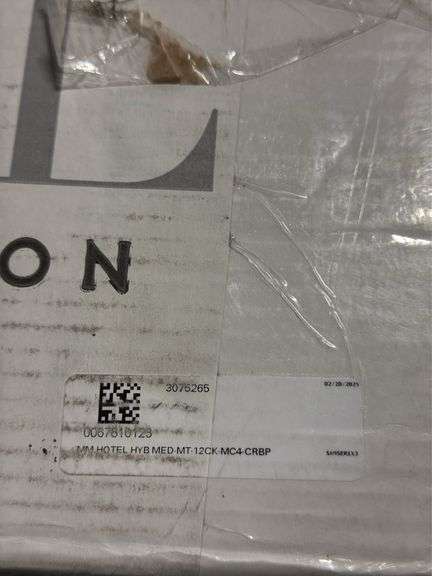 L
ON
3075265
02/20/2025
0067810123
MM HOTEL HYB MED-MT-12CK-MC4-CRBP